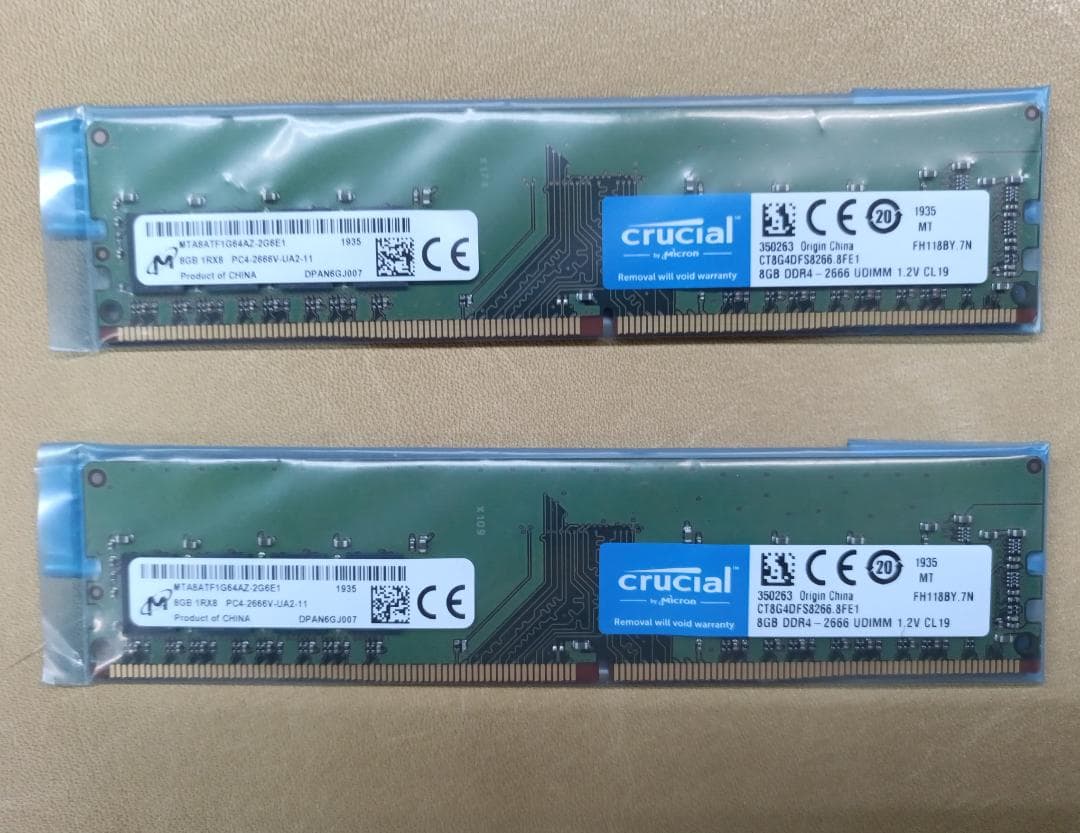 MTA8ATF1G64AZ-2G6E1 1935
8GB 1RX8 PC4-2666V-UA2-11
Product of CHINA DPAN6GJ007
CE
crucial™
by Micron
Removal will void warranty
CE 20 1935
MT
350263 Origin China FH118BY.7N
CT8G4DFS8266.8FE1
8GB DDR4-2666 UDIMM 1.2V CL19
X109
MTA8ATF1G64AZ-2G6E1 1935
8GB 1RX8 PC4-2666V-UA2-11
Product of CHINA DPAN6GJ007
CE
crucial™
by Micron
Removal will void warranty
CE 20 1935
MT
350263 Origin China FH118BY.7N
CT8G4DFS8266.8FE1
8GB DDR4-2666 UDIMM 1.2V CL19